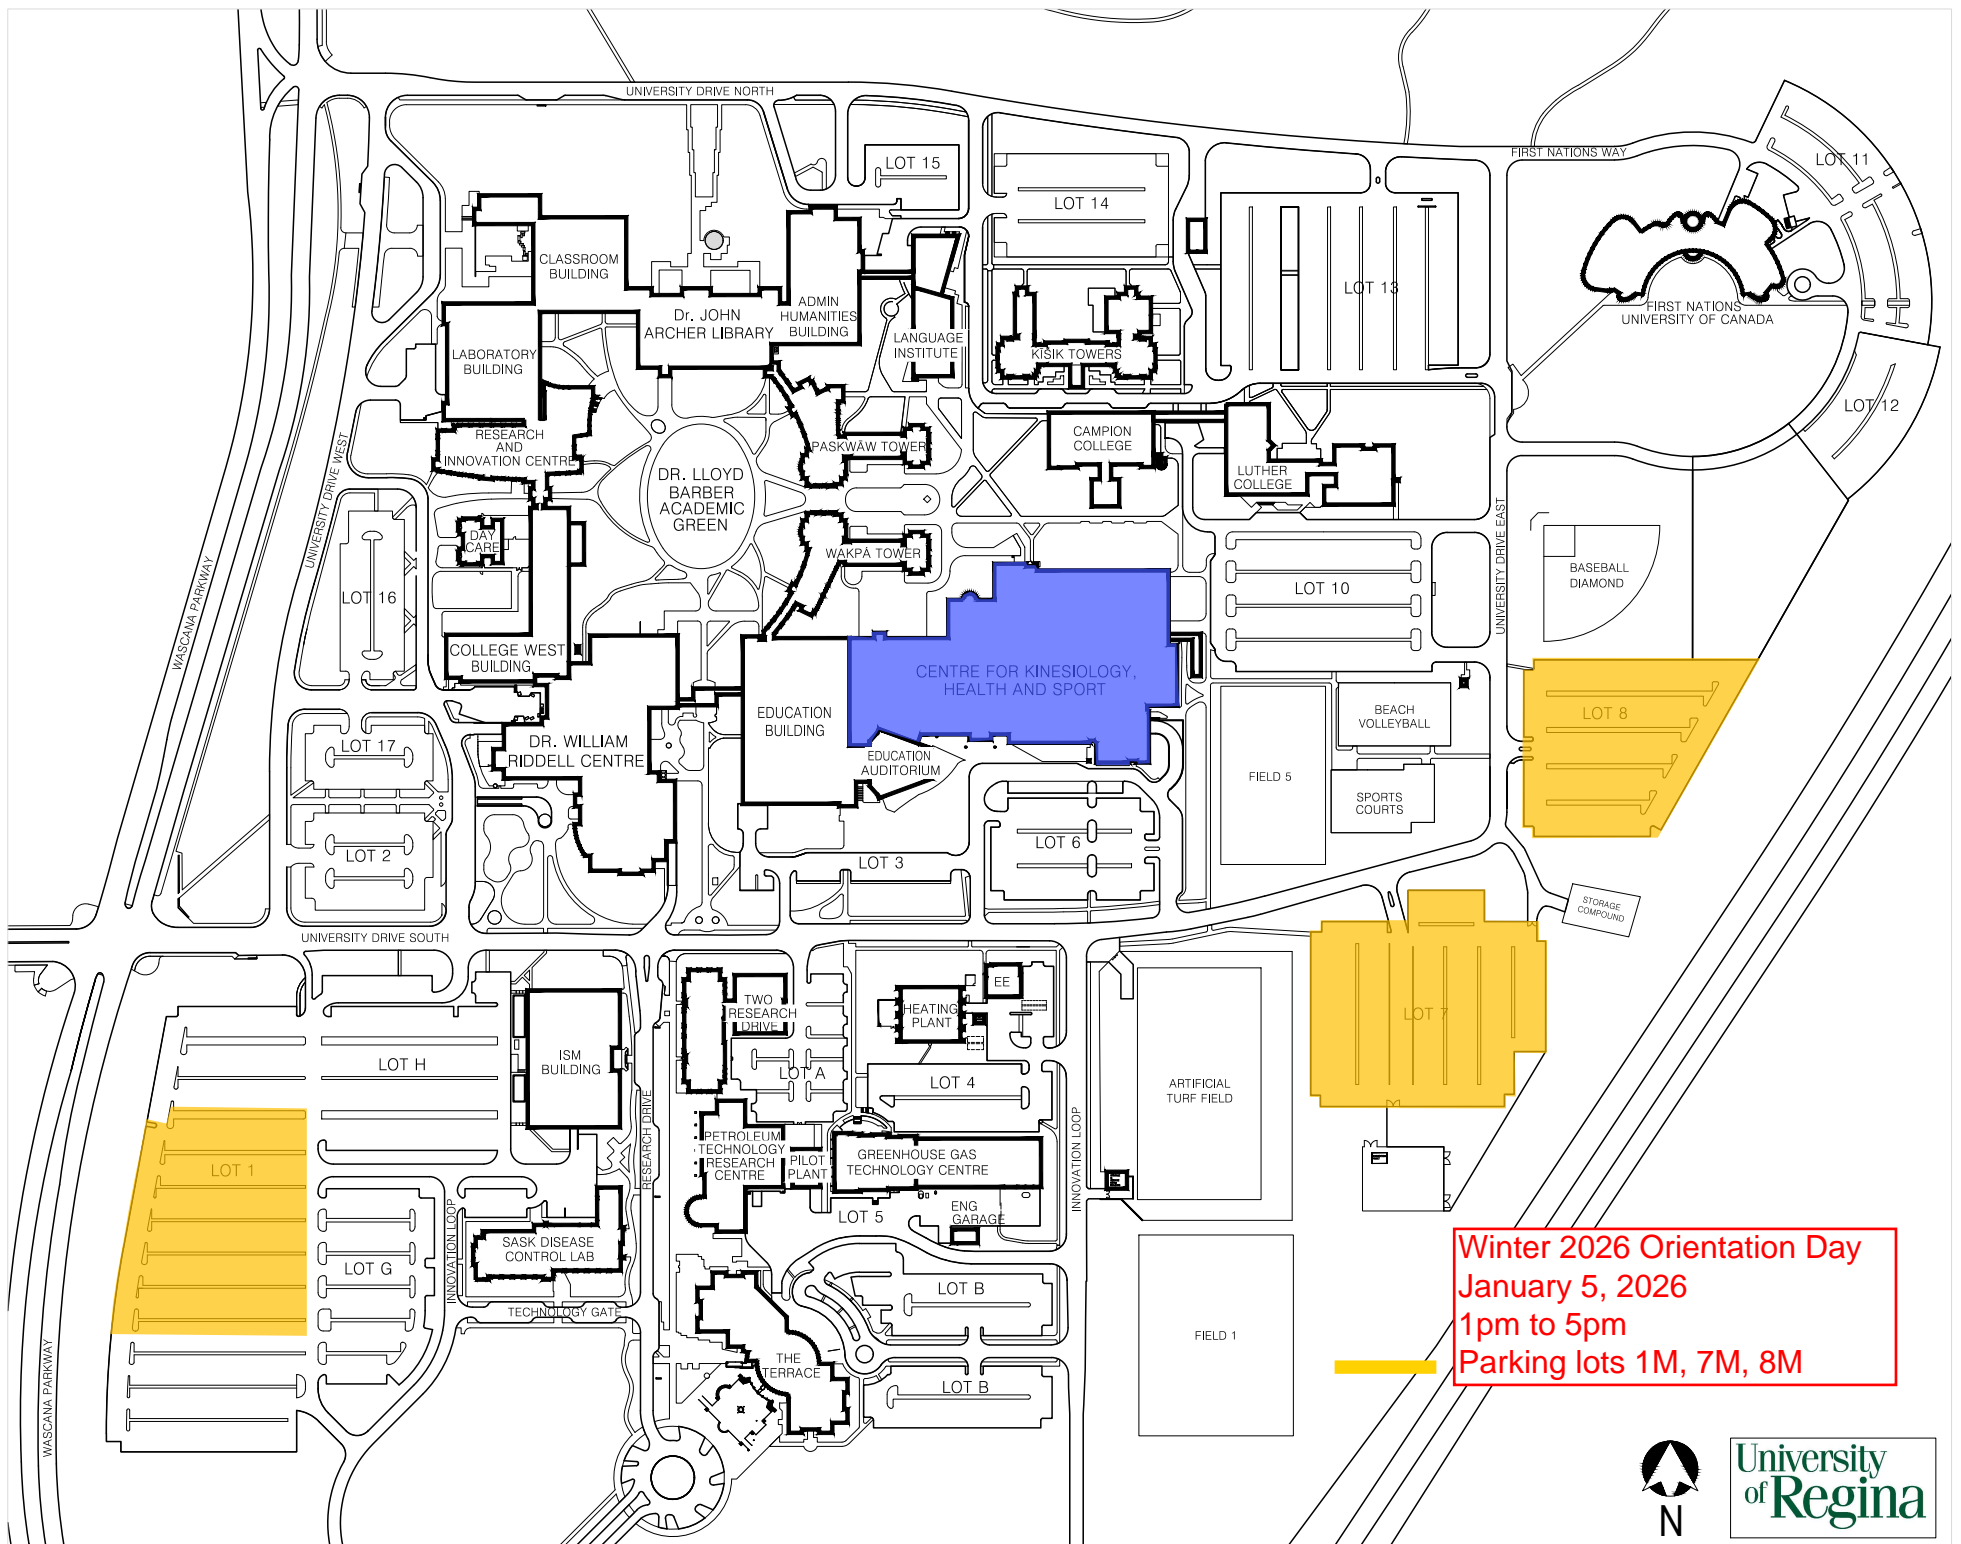 UNIVERSITY DRIVE NORTH
FIRST NATIONS WAY
LOT 11
LOT 15
LOT 14
CLASSROOM
BUILDING
LOT 13
FIRST NATIONS
UNIVERSITY OF CANADA
ADMIN
HUMANITIES
BUILDING
Dr. JOHN
ARCHER LIBRARY
LANGUAGE
INSTITUTE
KĪSIK TOWERS
LABORATORY
BUILDING
LOT 12
RESEARCH
AND
INNOVATION CENTRE
PASKWĀW TOWER
CAMPION
COLLEGE
LUTHER
COLLEGE
UNIVERSITY DRIVE WEST
DR. LLOYD
BARBER
ACADEMIC
GREEN
UNIVERSITY DRIVE EAST
DAY
CARE
WAKPÁ TOWER
BASEBALL
DIAMOND
LOT 16
LOT 10
WASCANA PARKWAY
COLLEGE WEST
BUILDING
CENTRE FOR KINESIOLOGY,
HEALTH AND SPORT
EDUCATION
BUILDING
BEACH
VOLLEYBALL
LOT 8
LOT 17
DR. WILLIAM
RIDDELL CENTRE
EDUCATION
AUDITORIUM
FIELD 5
SPORTS
COURTS
LOT 2
LOT 3
LOT 6
STORAGE
COMPOUND
UNIVERSITY DRIVE SOUTH
TWO
RESEARCH
DRIVE
EE
HEATING
PLANT
LOT 7
LOT H
ISM
BUILDING
LOT A
LOT 4
ARTIFICIAL
TURF FIELD
RESEARCH DRIVE
INNOVATION LOOP
PETROLEUM
TECHNOLOGY
RESEARCH
CENTRE
PILOT
PLANT
GREENHOUSE GAS
TECHNOLOGY CENTRE
LOT 1
LOT 5
ENG
GARAGE
INNOVATION LOOP
SASK DISEASE
CONTROL LAB
LOT G
LOT B
TECHNOLOGY GATE
FIELD 1
THE
TERRACE
LOT B
WASCANA PARKWAY
Winter 2026 Orientation Day
January 5, 2026
1pm to 5pm
Parking lots 1M, 7M, 8M
N
University
of Regina